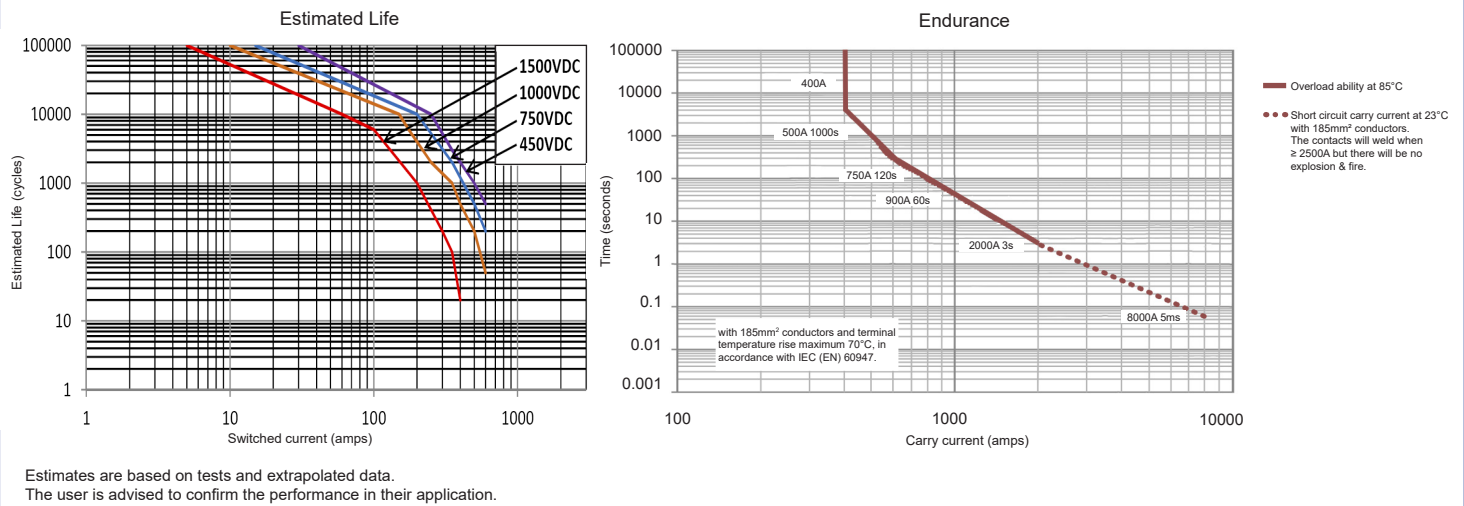 Estimated Life
100000
10000
1000
100
10
1
Estimated Life (cycles)
1
10
100
1000
Switched current (amps)
1500VDC
1000VDC
750VDC
450VDC
Endurance
100000
10000
1000
100
10
1
0.1
0.01
0.001
Time (seconds)
100
1000
10000
Carry current (amps)
400A
500A 1000s
750A 120s
900A 60s
2000A 3s
8000A 5ms
with 185mm² conductors and terminal
temperature rise maximum 70°C, in
accordance with IEC (EN) 60947.
Overload ability at 85°C
Short circuit carry current at 23°C
with 185mm² conductors.
The contacts will weld when
≥ 2500A but there will be no
explosion & fire.
Estimates are based on tests and extrapolated data.
The user is advised to confirm the performance in their application.